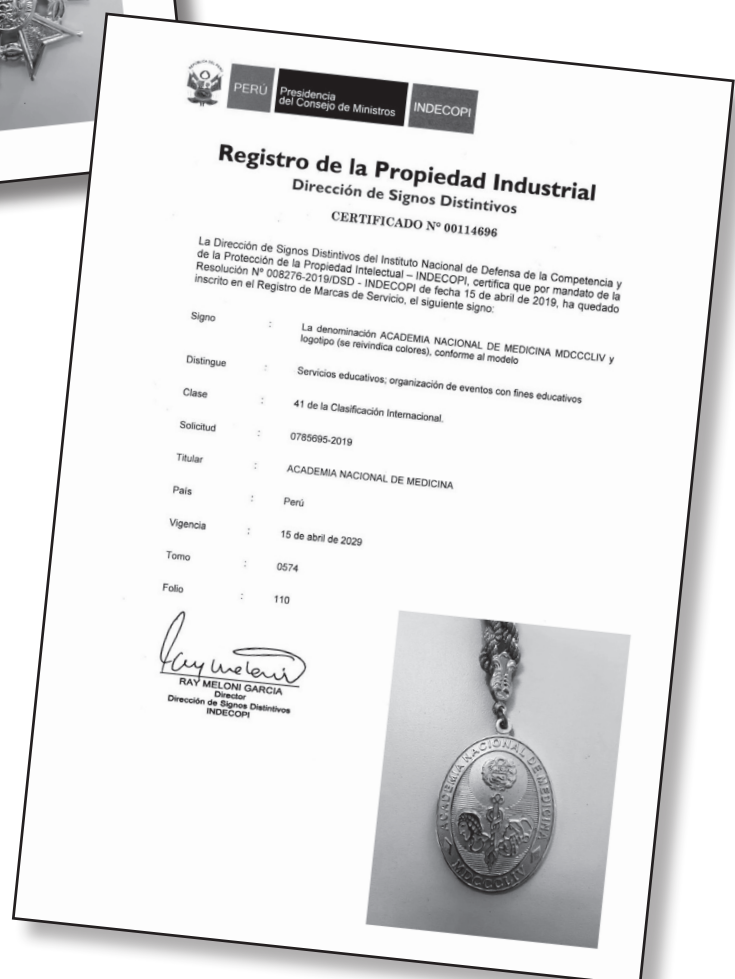 PERÚ
Presidencia
del Consejo de Ministros
INDECOPI
Registro de la Propiedad Industrial
Dirección de Signos Distintivos
CERTIFICADO Nº 00114696
La Dirección de Signos Distintivos del Instituto Nacional de Defensa de la Competencia y
de la Protección de la Propiedad Intelectual – INDECOPI, certifica que por mandato de la
Resolución Nº 008276-2019/DSD - INDECOPI de fecha 15 de abril de 2019, ha quedado
inscrito en el Registro de Marcas de Servicio, el siguiente signo:
Signo : La denominación ACADEMIA NACIONAL DE MEDICINA MDCCCLIV y
logotipo (se reivindica colores), conforme al modelo
Distingue : Servicios educativos; organización de eventos con fines educativos
Clase : 41 de la Clasificación Internacional.
Solicitud : 0785695-2019
Titular : ACADEMIA NACIONAL DE MEDICINA
País : Perú
Vigencia : 15 de abril de 2029
Tomo : 0574
Folio : 110
RAY MELONI GARCIA
Director
Dirección de Signos Distintivos
INDECOPI
ACADEMIA NACIONAL DE MEDICINA
MDCCCLIV